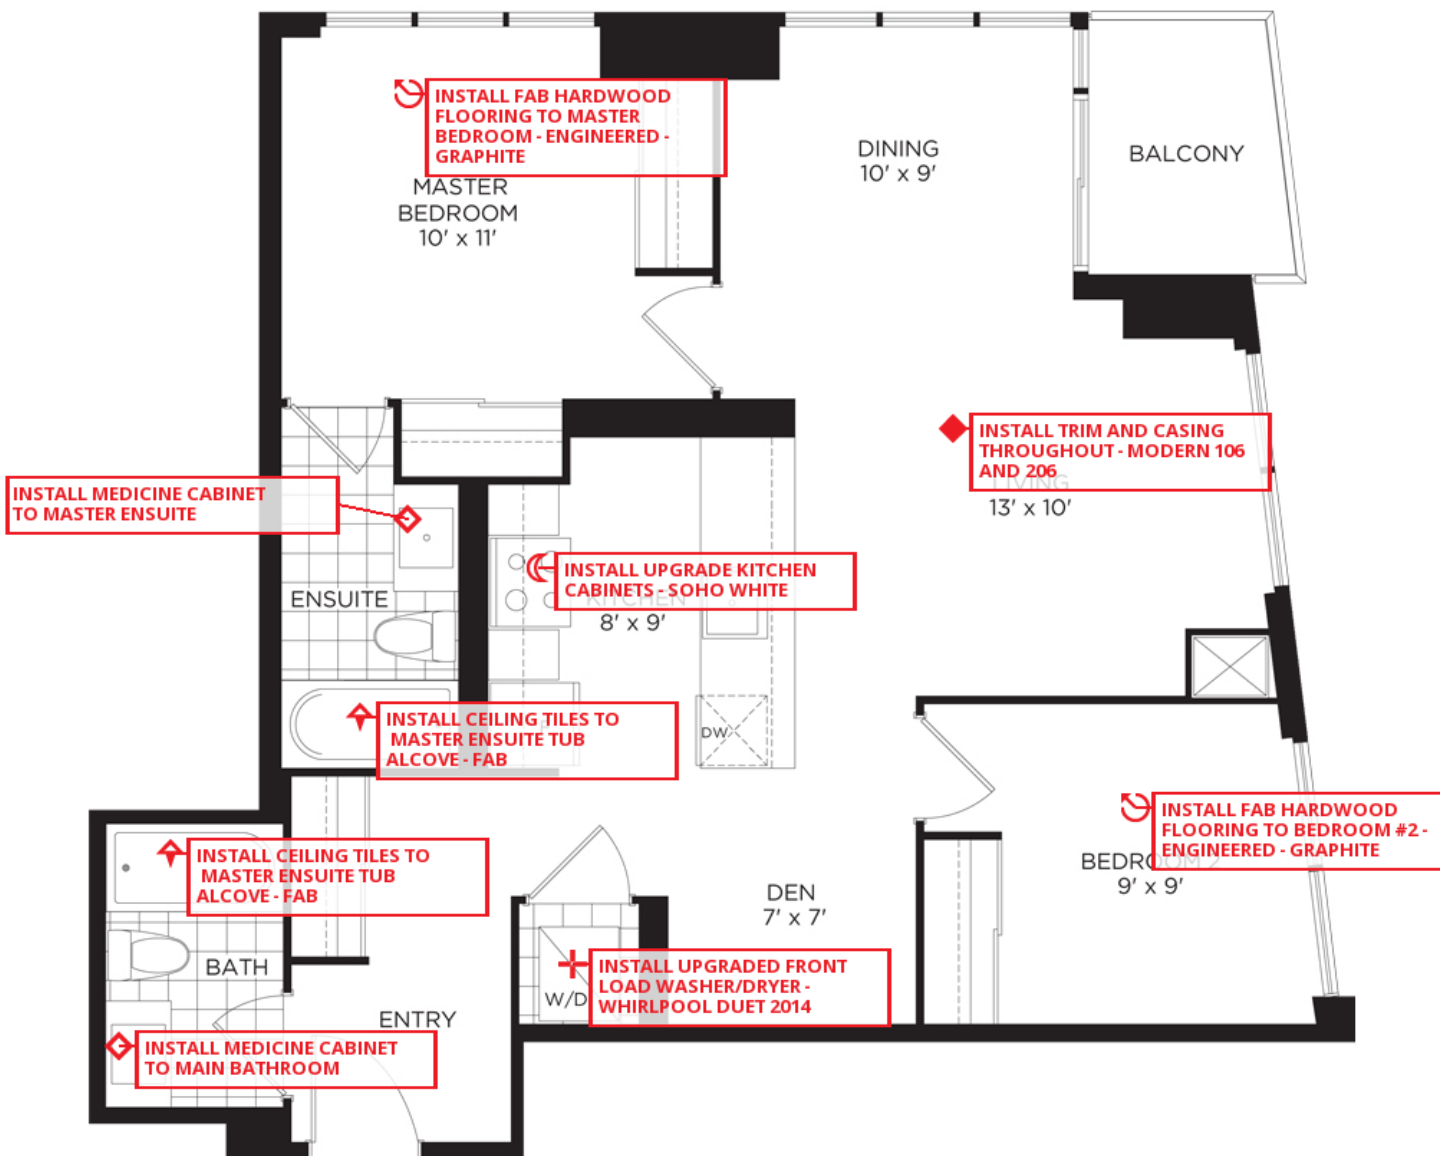 INSTALL FAB HARDWOOD
FLOORING TO MASTER
BEDROOM - ENGINEERED -
GRAPHITE
MASTER
BEDROOM
10' x 11'
DINING
10' x 9'
BALCONY
INSTALL TRIM AND CASING
THROUGHOUT - MODERN 106
AND 206
LIVING
13' x 10'
INSTALL MEDICINE CABINET
TO MASTER ENSUITE
ENSUITE
INSTALL UPGRADE KITCHEN
CABINETS - SOHO WHITE
KITCHEN
8' x 9'
INSTALL CEILING TILES TO
MASTER ENSUITE TUB
ALCOVE - FAB
DW
INSTALL FAB HARDWOOD
FLOORING TO BEDROOM #2 -
ENGINEERED - GRAPHITE
BEDROOM 2
9' x 9'
INSTALL CEILING TILES TO
MASTER ENSUITE TUB
ALCOVE - FAB
DEN
7' x 7'
BATH
INSTALL UPGRADED FRONT
LOAD WASHER/DRYER -
WHIRLPOOL DUET 2014
W/D
ENTRY
INSTALL MEDICINE CABINET
TO MAIN BATHROOM